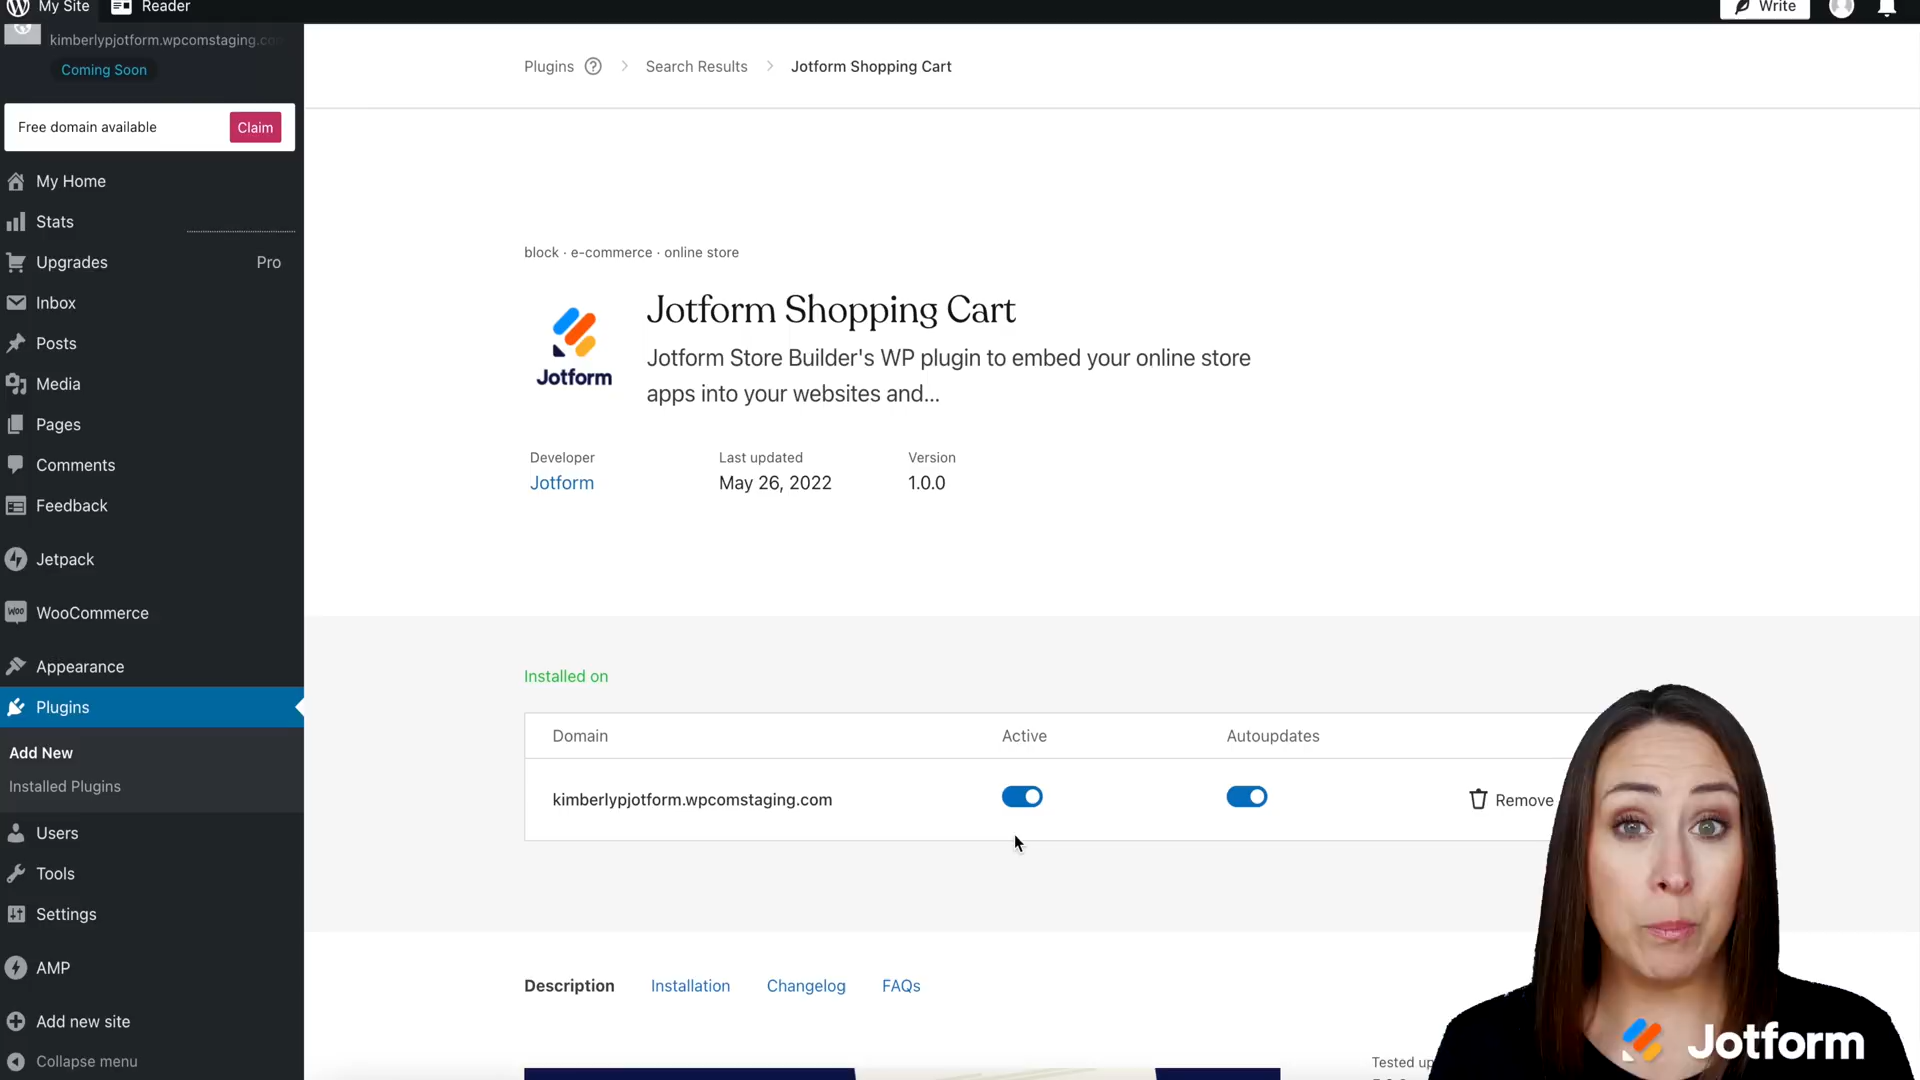 My Site
Reader
Write
kimberlypjotform.wpcomstaging.co
Coming Soon
Free domain available
Claim
My Home
Stats
Upgrades
Pro
Inbox
Posts
Media
Pages
Comments
Feedback
Jetpack
WooCommerce
Appearance
Plugins
Add New
Installed Plugins
Users
Tools
Settings
AMP
Add new site
Collapse menu
Plugins
Search Results
Jotform Shopping Cart
block · e-commerce · online store
Jotform
Jotform Shopping Cart
Jotform Store Builder's WP plugin to embed your online store
apps into your websites and...
Developer
Last updated
Version
Jotform
May 26, 2022
1.0.0
Installed on
Domain
Active
Autoupdates
kimberlypjotform.wpcomstaging.com
Remove
Description
Installation
Changelog
FAQs
Tested up
Jotform